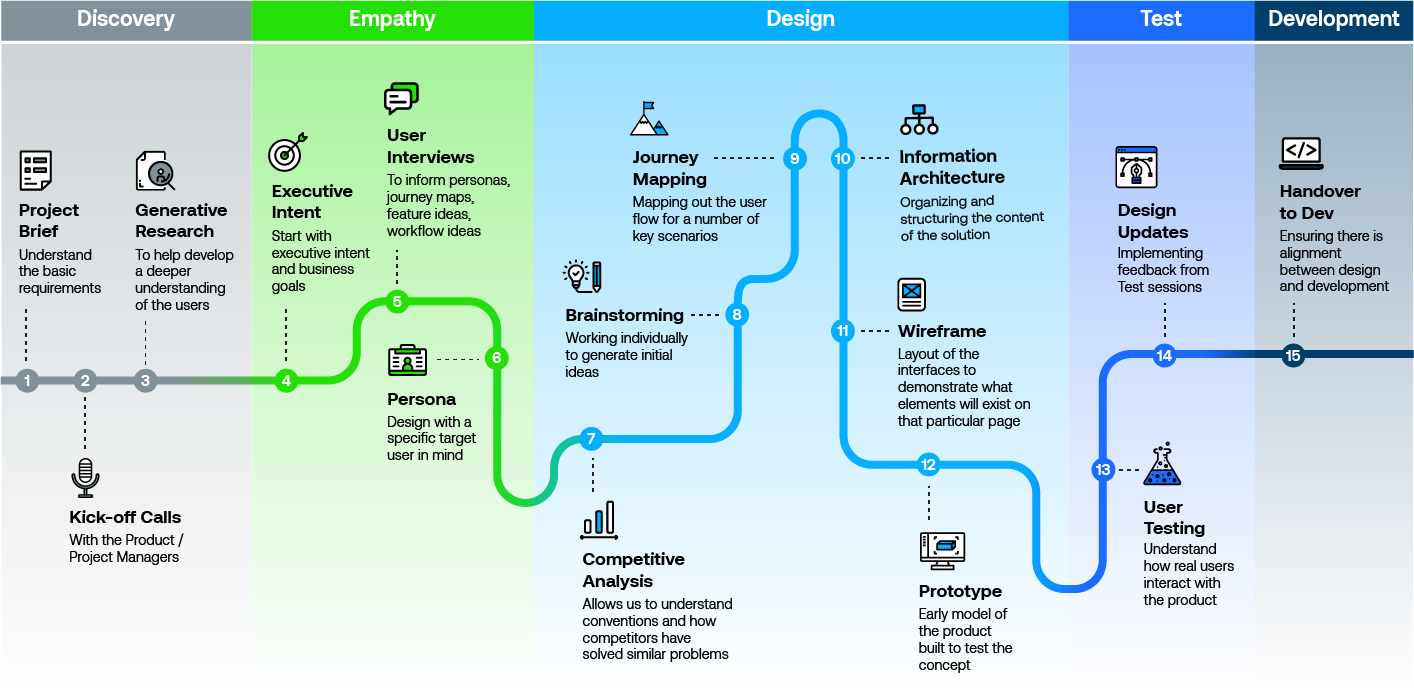 Discovery
Empathy
Design
Test
Development
1
Project
Brief
Understand
the basic
requirements
2
Kick-off Calls
With the Product /
Project Managers
3
Generative
Research
To help develop
a deeper
understanding
of the users
4
Executive
Intent
Start with
executive intent
and business
goals
5
User
Interviews
To inform personas,
journey maps,
feature ideas,
workflow ideas
6
Persona
Design with a
specific target
user in mind
7
Competitive
Analysis
Allows us to understand
conventions and how
competitors have
solved similar problems
8
Brainstorming
Working individually
to generate initial
ideas
9
Journey
Mapping
Mapping out the user
flow for a number of
key scenarios
10
Information
Architecture
Organizing and
structuring the content
of the solution
11
Wireframe
Layout of the
interfaces to
demonstrate what
elements will exist on
that particular page
12
Prototype
Early model of
the product
built to test the
concept
13
User
Testing
Understand
how real users
interact with
the product
14
Design
Updates
Implementing
feedback from
Test sessions
15
Handover
to Dev
Ensuring there is
alignment
between design
and development